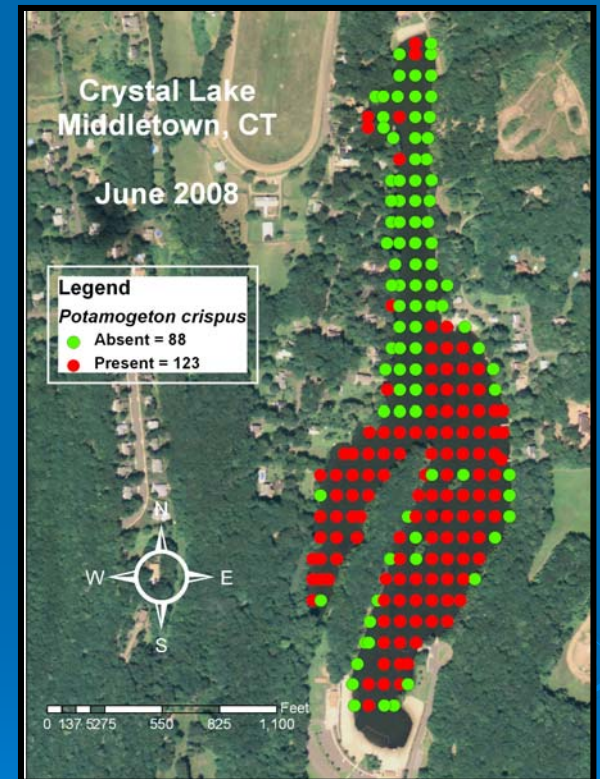 Crystal Lake
Middletown, CT
June 2008
Legend
Potamogeton crispus
Absent = 88
Present = 123
N
W E
S
Feet
0 137.5275 550 825 1,100